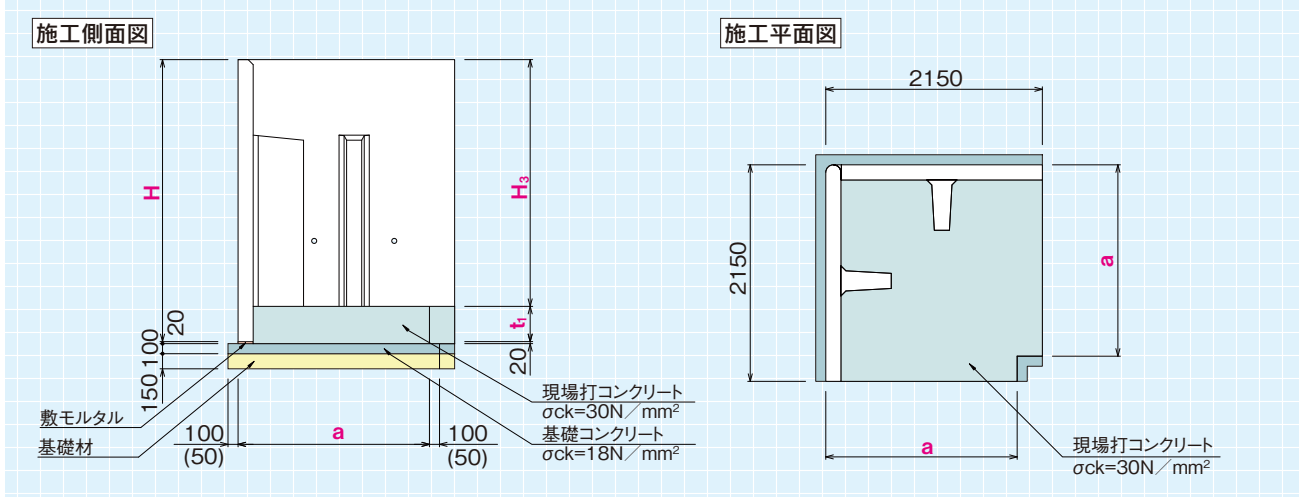 施工側面図
H
H₃
t₁
20
100
150
20
敷モルタル
基礎材
100
(50)
a
100
(50)
現場打コンクリート
σck=30N／mm²
基礎コンクリート
σck=18N／mm²
施工平面図
2150
2150
a
a
現場打コンクリート
σck=30N／mm²